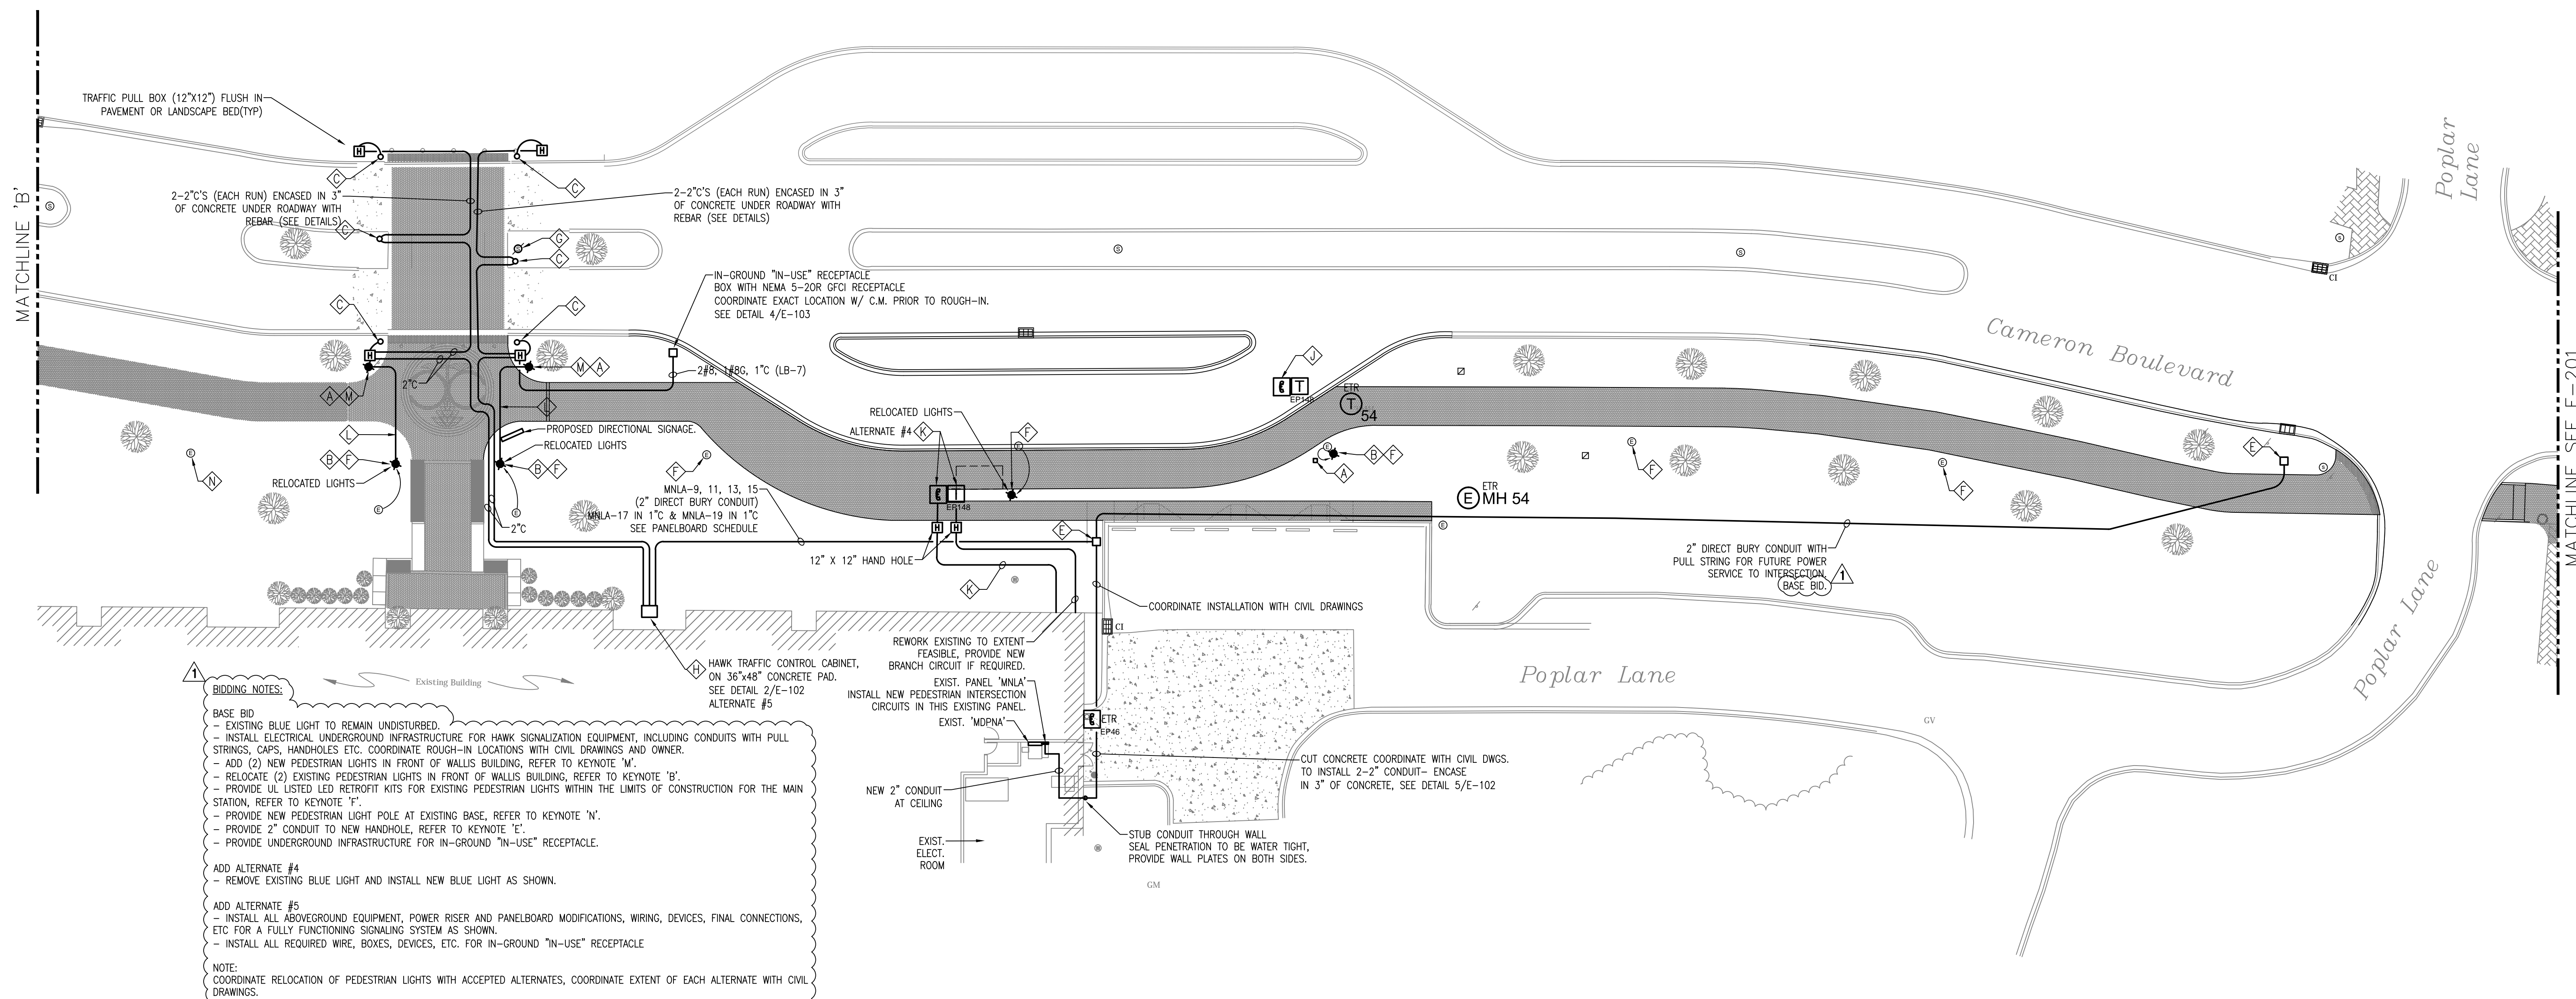 MATCHLINE 'B'
TRAFFIC PULL BOX (12"X12") FLUSH IN
PAVEMENT OR LANDSCAPE BED(TYP)
H
H
C
C
2-2"C'S (EACH RUN) ENCASED IN 3"
OF CONCRETE UNDER ROADWAY WITH
REBAR (SEE DETAILS)
2-2"C'S (EACH RUN) ENCASED IN 3"
OF CONCRETE UNDER ROADWAY WITH
REBAR (SEE DETAILS)
S
C
S
G
C
S
S
S
CI
Poplar
Lane
IN-GROUND "IN-USE" RECEPTACLE
BOX WITH NEMA 5-20R GFCI RECEPTACLE
COORDINATE EXACT LOCATION W/ C.M. PRIOR TO ROUGH-IN.
SEE DETAIL 4/E-103
C
C
Cameron Boulevard
H
H
M A
2"C
2#8, 1#8G, 1"C (LB-7)
A M
L
J
T
EP148
ETR
T
54
RELOCATED LIGHTS
ALTERNATE #4
K
F
E
L
PROPOSED DIRECTIONAL SIGNAGE.
RELOCATED LIGHTS
B F
B F
RELOCATED LIGHTS
E
N
E
E
F
E
E
B F
A
E
F
E
F
E
S
MATCHLINE SEE E-201
MNLA-9, 11, 13, 15
(2" DIRECT BURY CONDUIT)
MNLA-17 IN 1"C & MNLA-19 IN 1"C
SEE PANELBOARD SCHEDULE
2"C
T
EP148
H
H
12" X 12" HAND HOLE
K
E
ETR
E
MH 54
E
2" DIRECT BURY CONDUIT WITH
PULL STRING FOR FUTURE POWER
SERVICE TO INTERSECTION.
BASE BID.
1
COORDINATE INSTALLATION WITH CIVIL DRAWINGS
CI
Poplar Lane
Poplar Lane
REWORK EXISTING TO EXTENT
FEASIBLE, PROVIDE NEW
BRANCH CIRCUIT IF REQUIRED.
H
HAWK TRAFFIC CONTROL CABINET,
ON 36"x48" CONCRETE PAD.
SEE DETAIL 2/E-102
ALTERNATE #5
EXIST. PANEL 'MNLA'
INSTALL NEW PEDESTRIAN INTERSECTION
CIRCUITS IN THIS EXISTING PANEL.
EXIST. 'MDPNA'
ETR
EP46
GV
Existing Building
NEW 2" CONDUIT
AT CEILING
CUT CONCRETE COORDINATE WITH CIVIL DWGS.
TO INSTALL 2-2" CONDUIT- ENCASE
IN 3" OF CONCRETE, SEE DETAIL 5/E-102
EXIST.
ELECT.
ROOM
STUB CONDUIT THROUGH WALL
SEAL PENETRATION TO BE WATER TIGHT,
PROVIDE WALL PLATES ON BOTH SIDES.
GM
1
BIDDING NOTES:
BASE BID
- EXISTING BLUE LIGHT TO REMAIN UNDISTURBED.
- INSTALL ELECTRICAL UNDERGROUND INFRASTRUCTURE FOR HAWK SIGNALIZATION EQUIPMENT, INCLUDING CONDUITS WITH PULL
STRINGS, CAPS, HANDHOLES ETC. COORDINATE ROUGH-IN LOCATIONS WITH CIVIL DRAWINGS AND OWNER.
- ADD (2) NEW PEDESTRIAN LIGHTS IN FRONT OF WALLIS BUILDING, REFER TO KEYNOTE 'M'.
- RELOCATE (2) EXISTING PEDESTRIAN LIGHTS IN FRONT OF WALLIS BUILDING, REFER TO KEYNOTE 'B'.
- PROVIDE UL LISTED LED RETROFIT KITS FOR EXISTING PEDESTRIAN LIGHTS WITHIN THE LIMITS OF CONSTRUCTION FOR THE MAIN
STATION, REFER TO KEYNOTE 'F'.
- PROVIDE NEW PEDESTRIAN LIGHT POLE AT EXISTING BASE, REFER TO KEYNOTE 'N'.
- PROVIDE 2" CONDUIT TO NEW HANDHOLE, REFER TO KEYNOTE 'E'.
- PROVIDE UNDERGROUND INFRASTRUCTURE FOR IN-GROUND "IN-USE" RECEPTACLE.
ADD ALTERNATE #4
- REMOVE EXISTING BLUE LIGHT AND INSTALL NEW BLUE LIGHT AS SHOWN.
ADD ALTERNATE #5
- INSTALL ALL ABOVEGROUND EQUIPMENT, POWER RISER AND PANELBOARD MODIFICATIONS, WIRING, DEVICES, FINAL CONNECTIONS,
ETC FOR A FULLY FUNCTIONING SIGNALING SYSTEM AS SHOWN.
- INSTALL ALL REQUIRED WIRE, BOXES, DEVICES, ETC. FOR IN-GROUND "IN-USE" RECEPTACLE
NOTE:
COORDINATE RELOCATION OF PEDESTRIAN LIGHTS WITH ACCEPTED ALTERNATES, COORDINATE EXTENT OF EACH ALTERNATE WITH CIVIL
DRAWINGS.